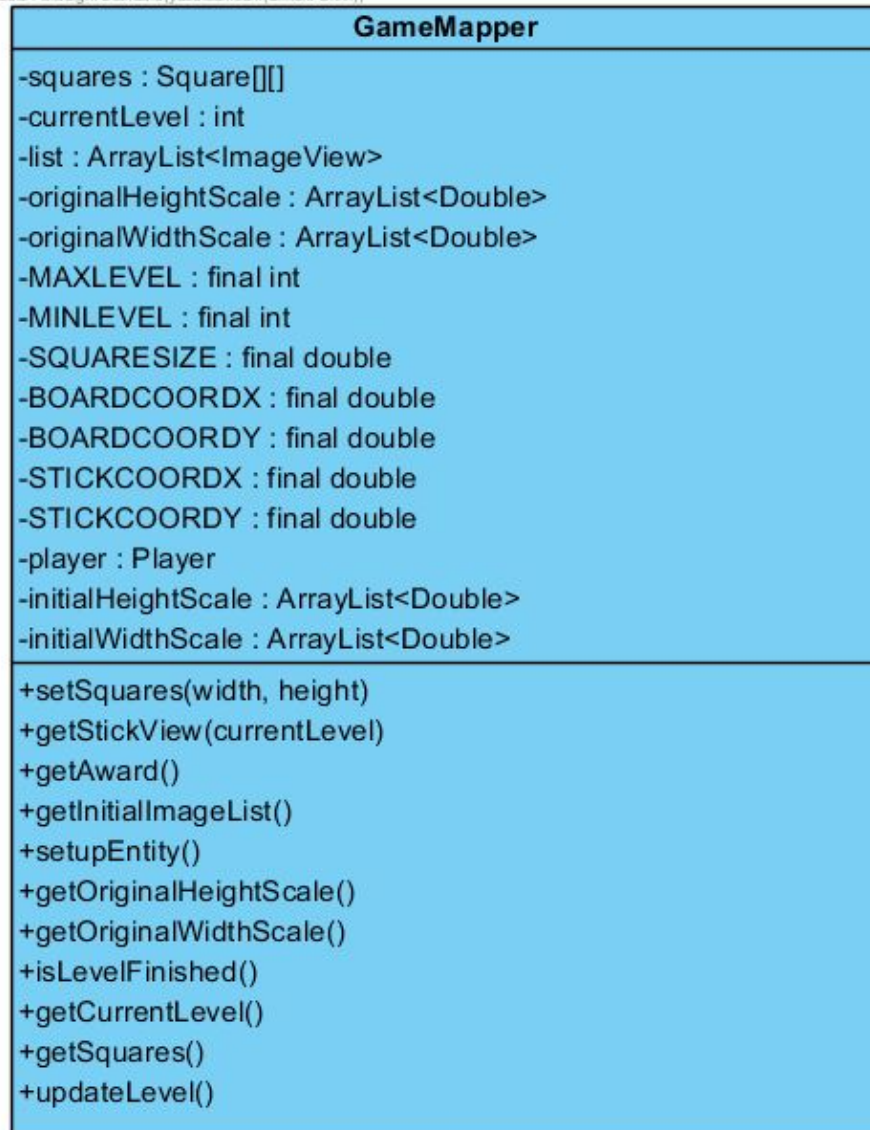 GameMapper
-squares : Square[][]
-currentLevel : int
-list : ArrayList<ImageView>
-originalHeightScale : ArrayList<Double>
-originalWidthScale : ArrayList<Double>
-MAXLEVEL : final int
-MINLEVEL : final int
-SQUARESIZE : final double
-BOARDCOORDX : final double
-BOARDCOORDY : final double
-STICKCOORDX : final double
-STICKCOORDY : final double
-player : Player
-initialHeightScale : ArrayList<Double>
-initialWidthScale : ArrayList<Double>
+setSquares(width, height)
+getStickView(currentLevel)
+getAward()
+getInitialImageList()
+setupEntity()
+getOriginalHeightScale()
+getOriginalWidthScale()
+isLevelFinished()
+getCurrentLevel()
+getSquares()
+updateLevel()